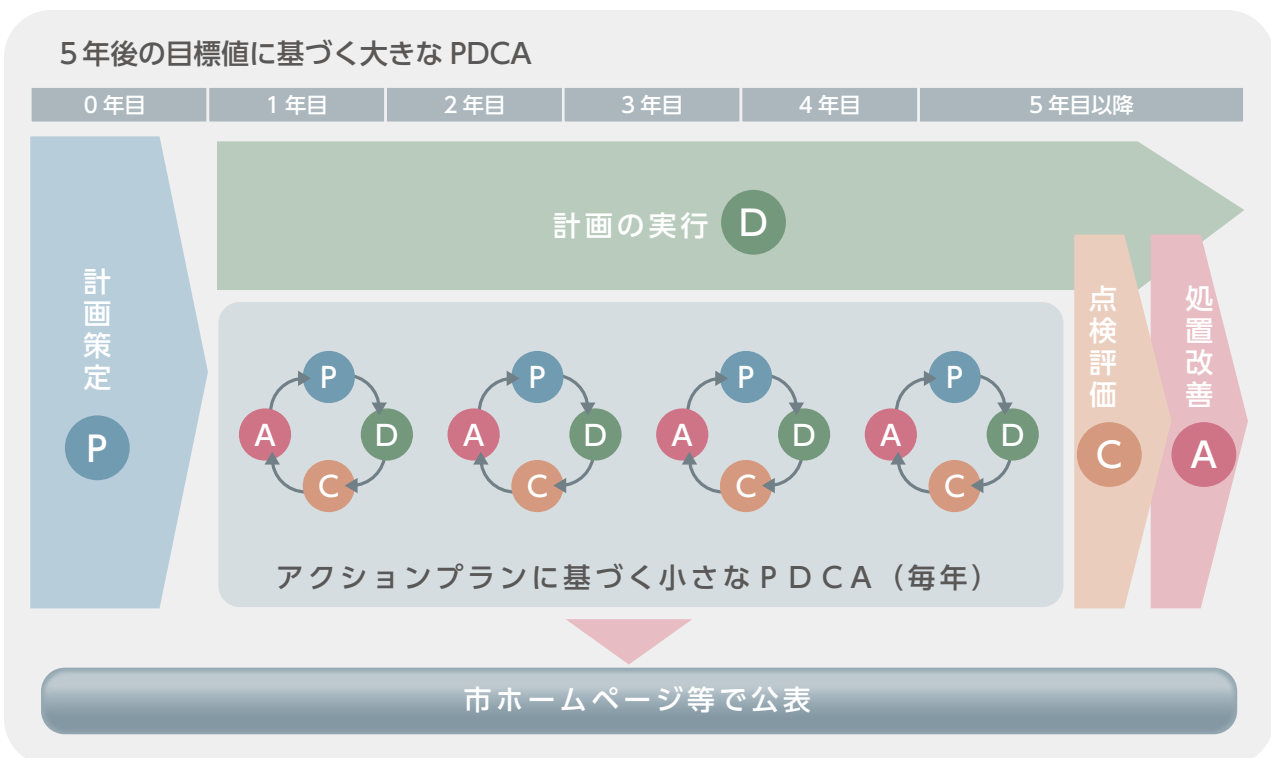 ５年後の目標値に基づく大きな PDCA
０年目
１年目
２年目
３年目
４年目
５年目以降
計画策定
P
計画の実行 D
P
D
C
A
P
D
C
A
P
D
C
A
P
D
C
A
アクションプランに基づく小さなＰＤＣＡ（毎年）
点検評価
C
処置改善
A
市ホームページ等で公表